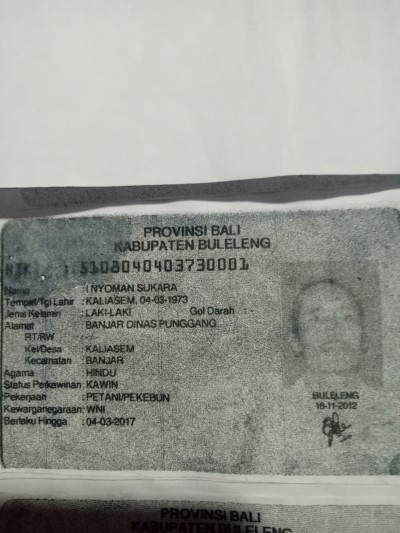 PROVINSI BALI
KABUPATEN BULELENG
NIK : 5108040403730001
Nama : I NYOMAN SUKARA
Tempat/Tgl Lahir : KALIASEM, 04-03-1973
Jenis Kelamin : LAKI-LAKI Gol Darah : -
Alamat : BANJAR DINAS PUNGGANG
RT/RW : -/-
Kel/Desa : KALIASEM
Kecamatan : BANJAR
Agama : HINDU
Status Perkawinan: KAWIN
Pekerjaan : PETANI/PEKEBUN
Kewarganegaraan: WNI
Berlaku Hingga : 04-03-2017
BULELENG
18-11-2012
PROVINSI BALI
KABUPATEN BULELENG